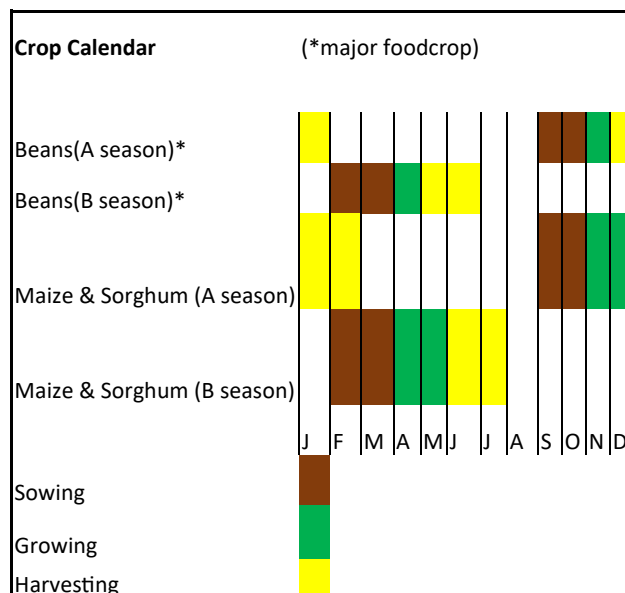 Crop Calendar (*major foodcrop)
Beans(A season)*
Beans(B season)*
Maize & Sorghum (A season)
Maize & Sorghum (B season)
J F M A M J J A S O N D
Sowing
Growing
Harvesting